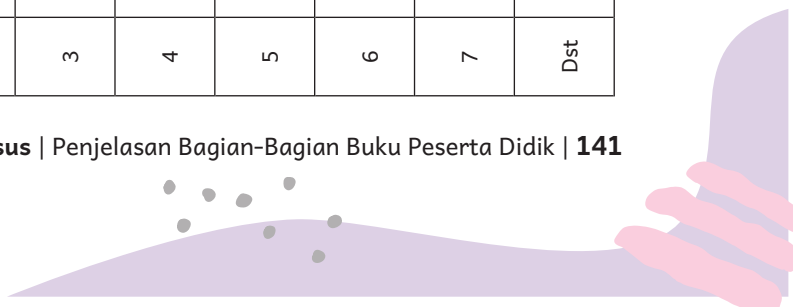 3 4 5 6 7 Dst
sus | Penjelasan Bagian-Bagian Buku Peserta Didik | 141